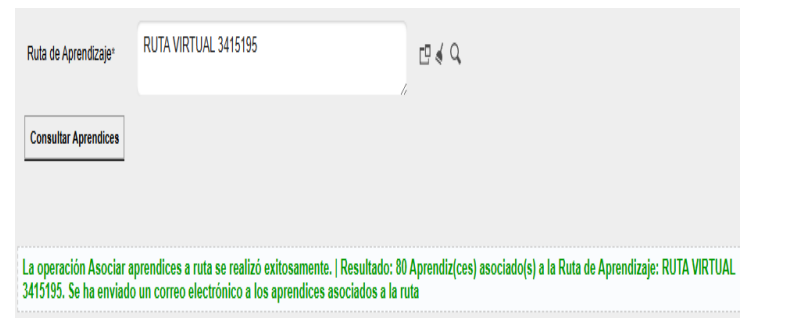 Ruta de Aprendizaje*
RUTA VIRTUAL 3415195
Consultar Aprendices
La operación Asociar aprendices a ruta se realizó exitosamente. | Resultado: 80 Aprendiz(ces) asociado(s) a la Ruta de Aprendizaje: RUTA VIRTUAL
3415195. Se ha enviado un correo electrónico a los aprendices asociados a la ruta